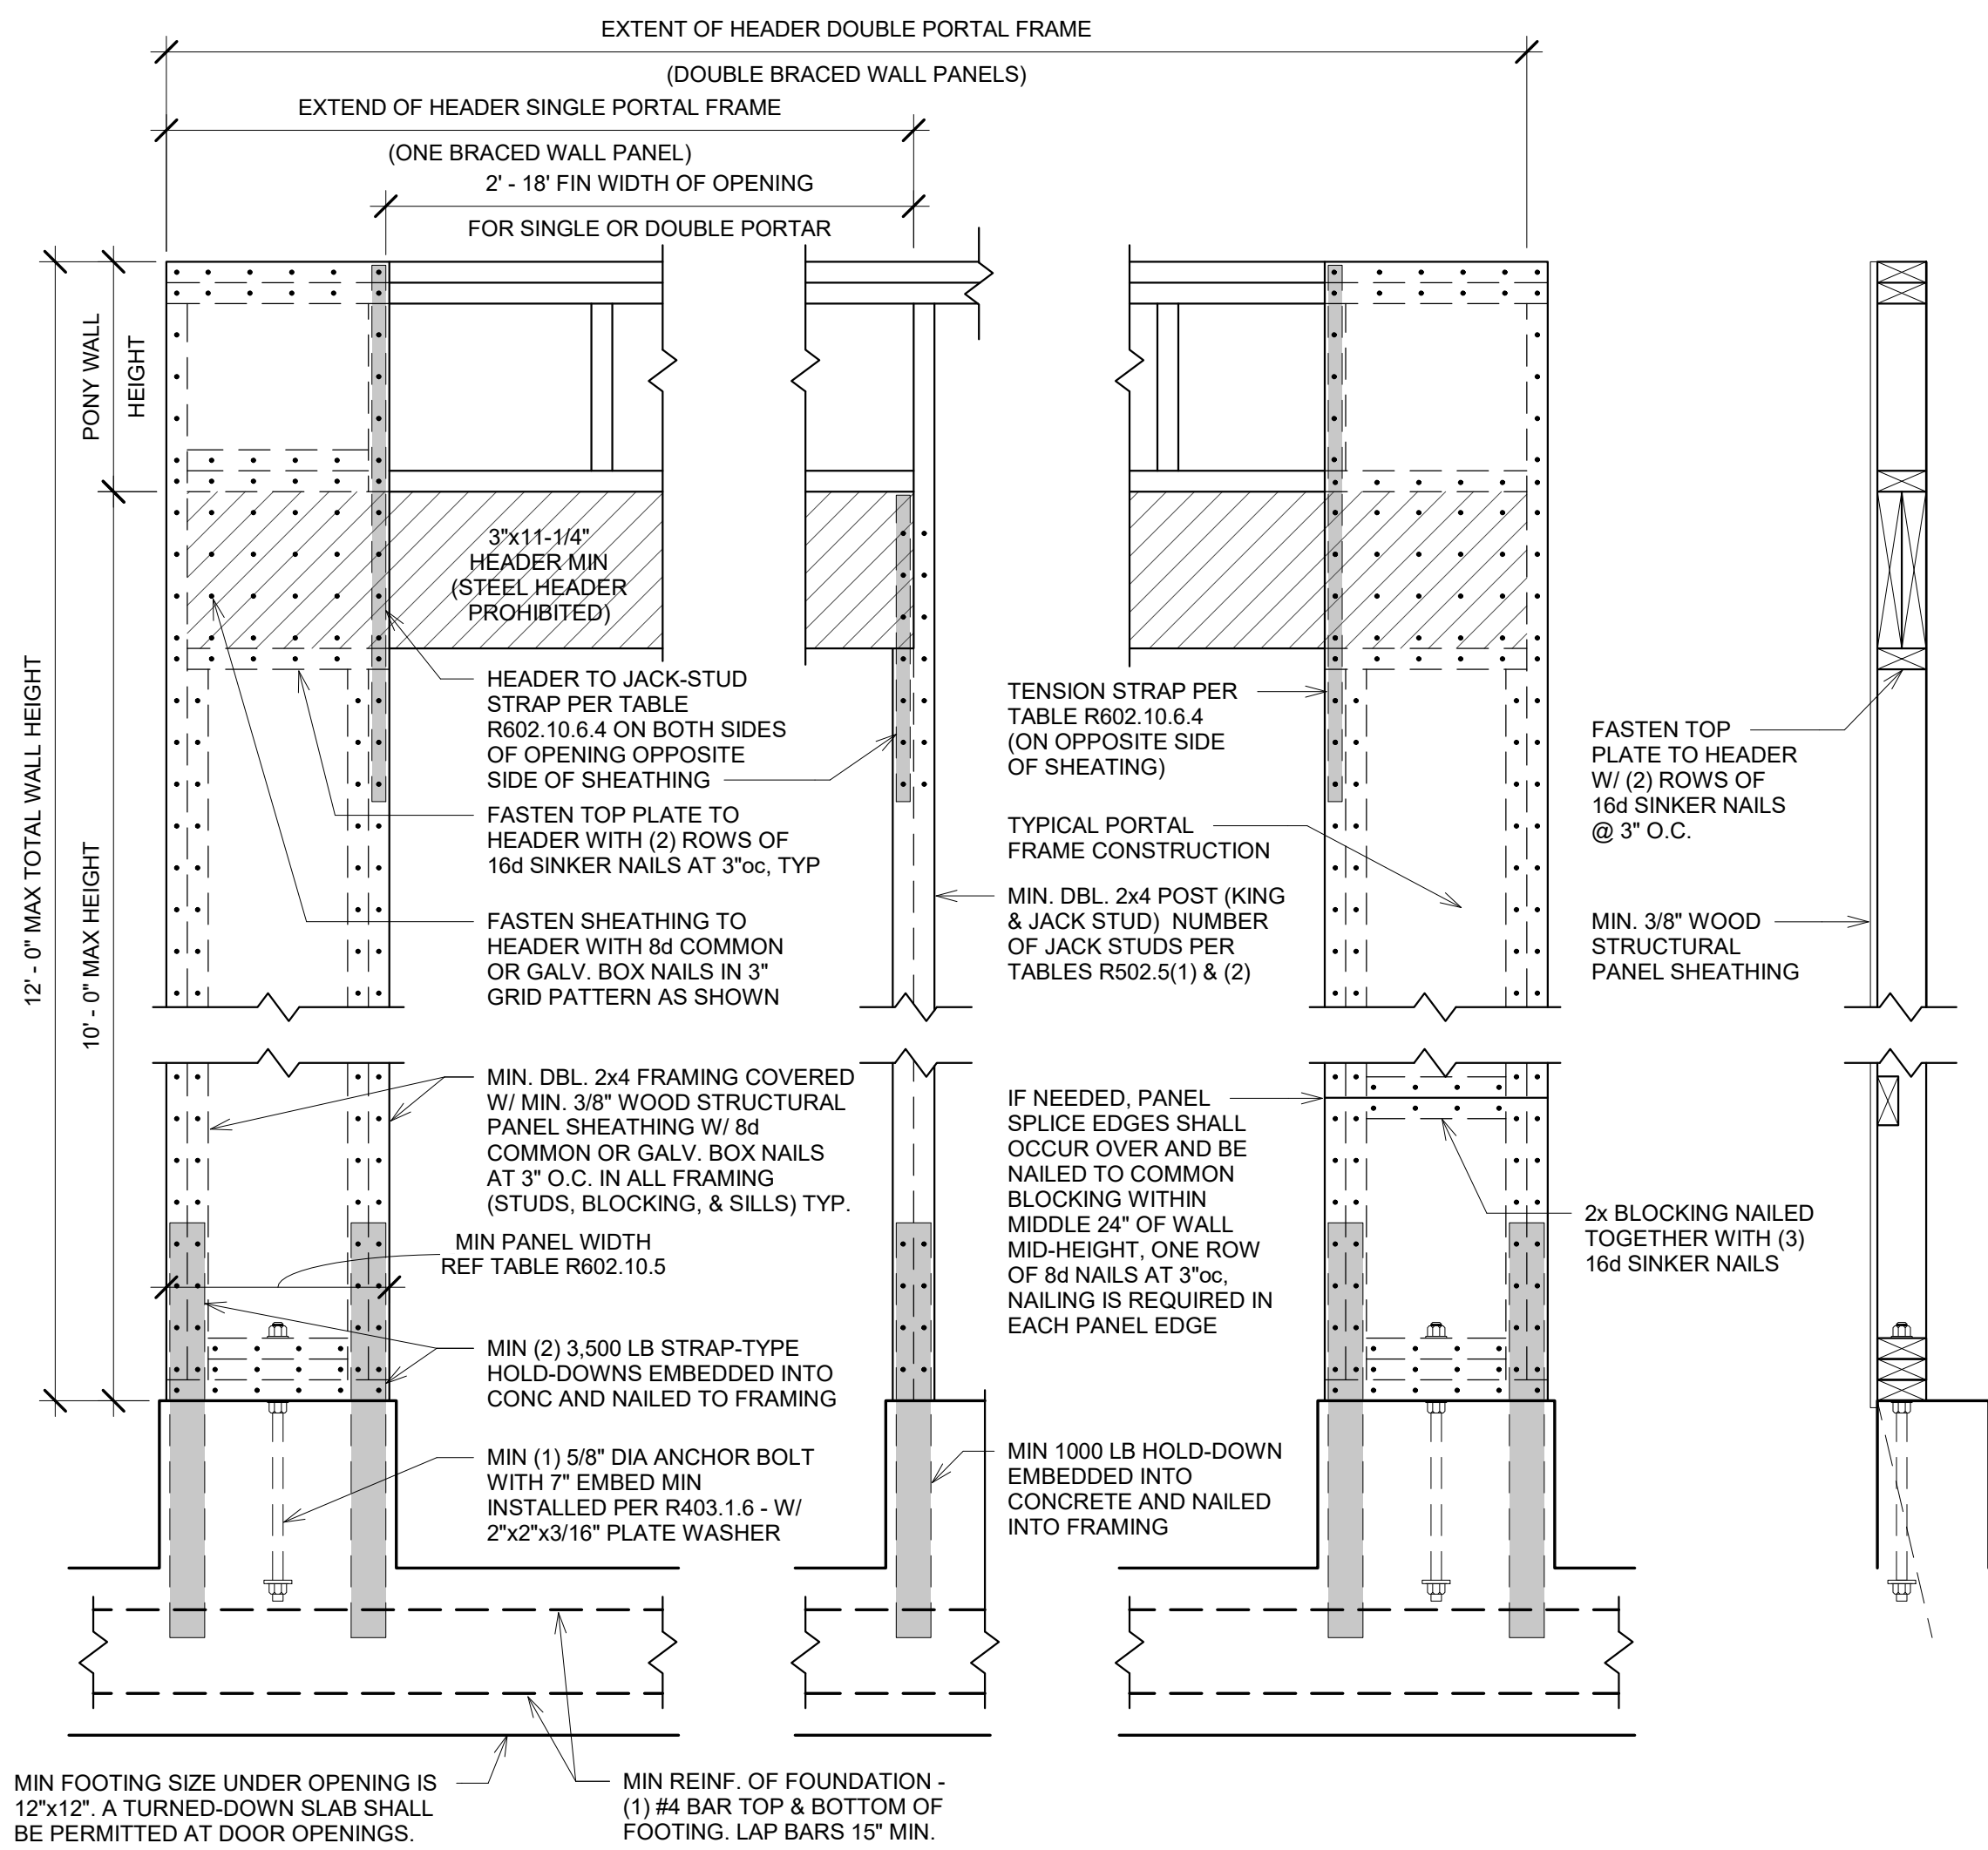 EXTENT OF HEADER DOUBLE PORTAL FRAME
(DOUBLE BRACED WALL PANELS)
EXTEND OF HEADER SINGLE PORTAL FRAME
(ONE BRACED WALL PANEL)
2' - 18' FIN WIDTH OF OPENING
FOR SINGLE OR DOUBLE PORTAR
PONY WALL
HEIGHT
12' - 0" MAX TOTAL WALL HEIGHT
10' - 0" MAX HEIGHT
3"x11-1/4"
HEADER MIN
(STEEL HEADER
PROHIBITED)
HEADER TO JACK-STUD
STRAP PER TABLE
R602.10.6.4 ON BOTH SIDES
OF OPENING OPPOSITE
SIDE OF SHEATHING
FASTEN TOP PLATE TO
HEADER WITH (2) ROWS OF
16d SINKER NAILS AT 3"oc, TYP
FASTEN SHEATHING TO
HEADER WITH 8d COMMON
OR GALV. BOX NAILS IN 3"
GRID PATTERN AS SHOWN
MIN. DBL. 2x4 FRAMING COVERED
W/ MIN. 3/8" WOOD STRUCTURAL
PANEL SHEATHING W/ 8d
COMMON OR GALV. BOX NAILS
AT 3" O.C. IN ALL FRAMING
(STUDS, BLOCKING, & SILLS) TYP.
MIN PANEL WIDTH
REF TABLE R602.10.5
MIN (2) 3,500 LB STRAP-TYPE
HOLD-DOWNS EMBEDDED INTO
CONC AND NAILED TO FRAMING
MIN (1) 5/8" DIA ANCHOR BOLT
WITH 7" EMBED MIN
INSTALLED PER R403.1.6 - W/
2"x2"x3/16" PLATE WASHER
TENSION STRAP PER
TABLE R602.10.6.4
(ON OPPOSITE SIDE
OF SHEATING)
TYPICAL PORTAL
FRAME CONSTRUCTION
MIN. DBL. 2x4 POST (KING
& JACK STUD) NUMBER
OF JACK STUDS PER
TABLES R502.5(1) & (2)
IF NEEDED, PANEL
SPLICE EDGES SHALL
OCCUR OVER AND BE
NAILED TO COMMON
BLOCKING WITHIN
MIDDLE 24" OF WALL
MID-HEIGHT, ONE ROW
OF 8d NAILS AT 3"oc,
NAILING IS REQUIRED IN
EACH PANEL EDGE
MIN 1000 LB HOLD-DOWN
EMBEDDED INTO
CONCRETE AND NAILED
INTO FRAMING
FASTEN TOP
PLATE TO HEADER
W/ (2) ROWS OF
16d SINKER NAILS
@ 3" O.C.
MIN. 3/8" WOOD
STRUCTURAL
PANEL SHEATHING
2x BLOCKING NAILED
TOGETHER WITH (3)
16d SINKER NAILS
MIN FOOTING SIZE UNDER OPENING IS
12"x12". A TURNED-DOWN SLAB SHALL
BE PERMITTED AT DOOR OPENINGS.
MIN REINF. OF FOUNDATION -
(1) #4 BAR TOP & BOTTOM OF
FOOTING. LAP BARS 15" MIN.